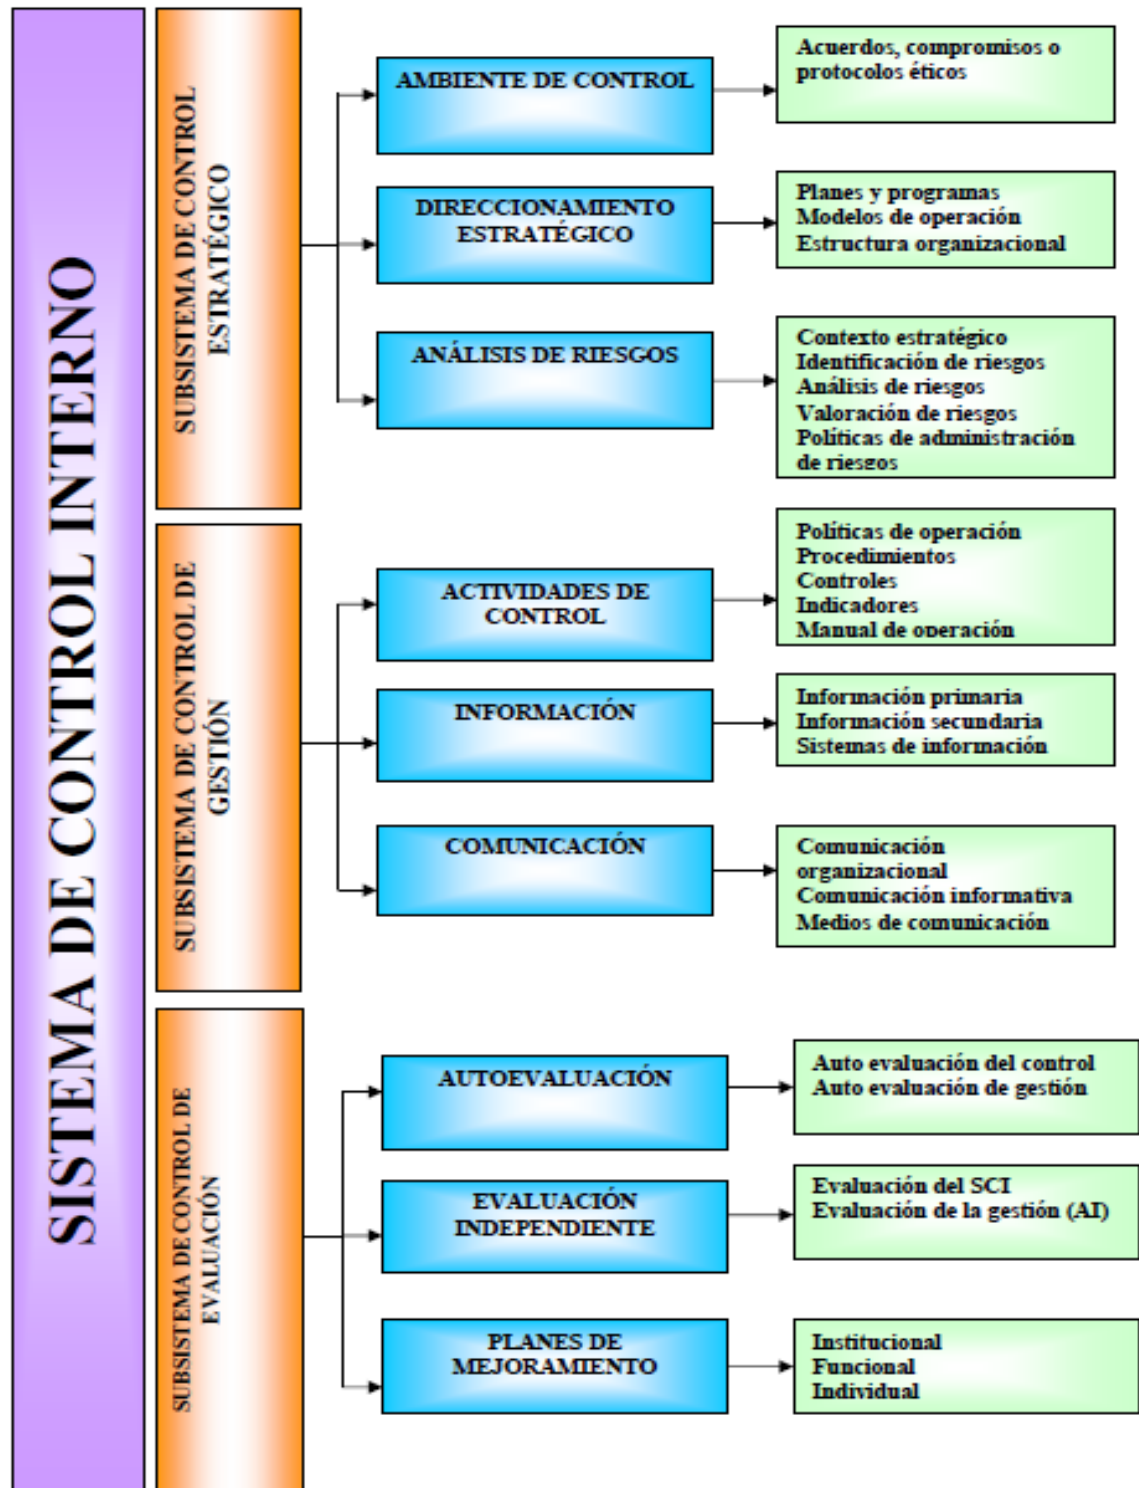 SISTEMA DE CONTROL INTERNO
SUBSISTEMA DE CONTROL
ESTRATÉGICO
AMBIENTE DE CONTROL
Acuerdos, compromisos o
protocolos éticos
DIRECCIONAMIENTO
ESTRATÉGICO
Planes y programas
Modelos de operación
Estructura organizacional
ANÁLISIS DE RIESGOS
Contexto estratégico
Identificación de riesgos
Análisis de riesgos
Valoración de riesgos
Políticas de administración
de riesgos
SUBSISTEMA DE CONTROL DE
GESTIÓN
ACTIVIDADES DE
CONTROL
Políticas de operación
Procedimientos
Controles
Indicadores
Manual de operación
INFORMACIÓN
Información primaria
Información secundaria
Sistemas de información
COMUNICACIÓN
Comunicación
organizacional
Comunicación informativa
Medios de comunicación
SUBSISTEMA DE CONTROL DE
EVALUACIÓN
AUTOEVALUACIÓN
Auto evaluación del control
Auto evaluación de gestión
EVALUACIÓN
INDEPENDIENTE
Evaluación del SCI
Evaluación de la gestión (AI)
PLANES DE
MEJORAMIENTO
Institucional
Funcional
Individual